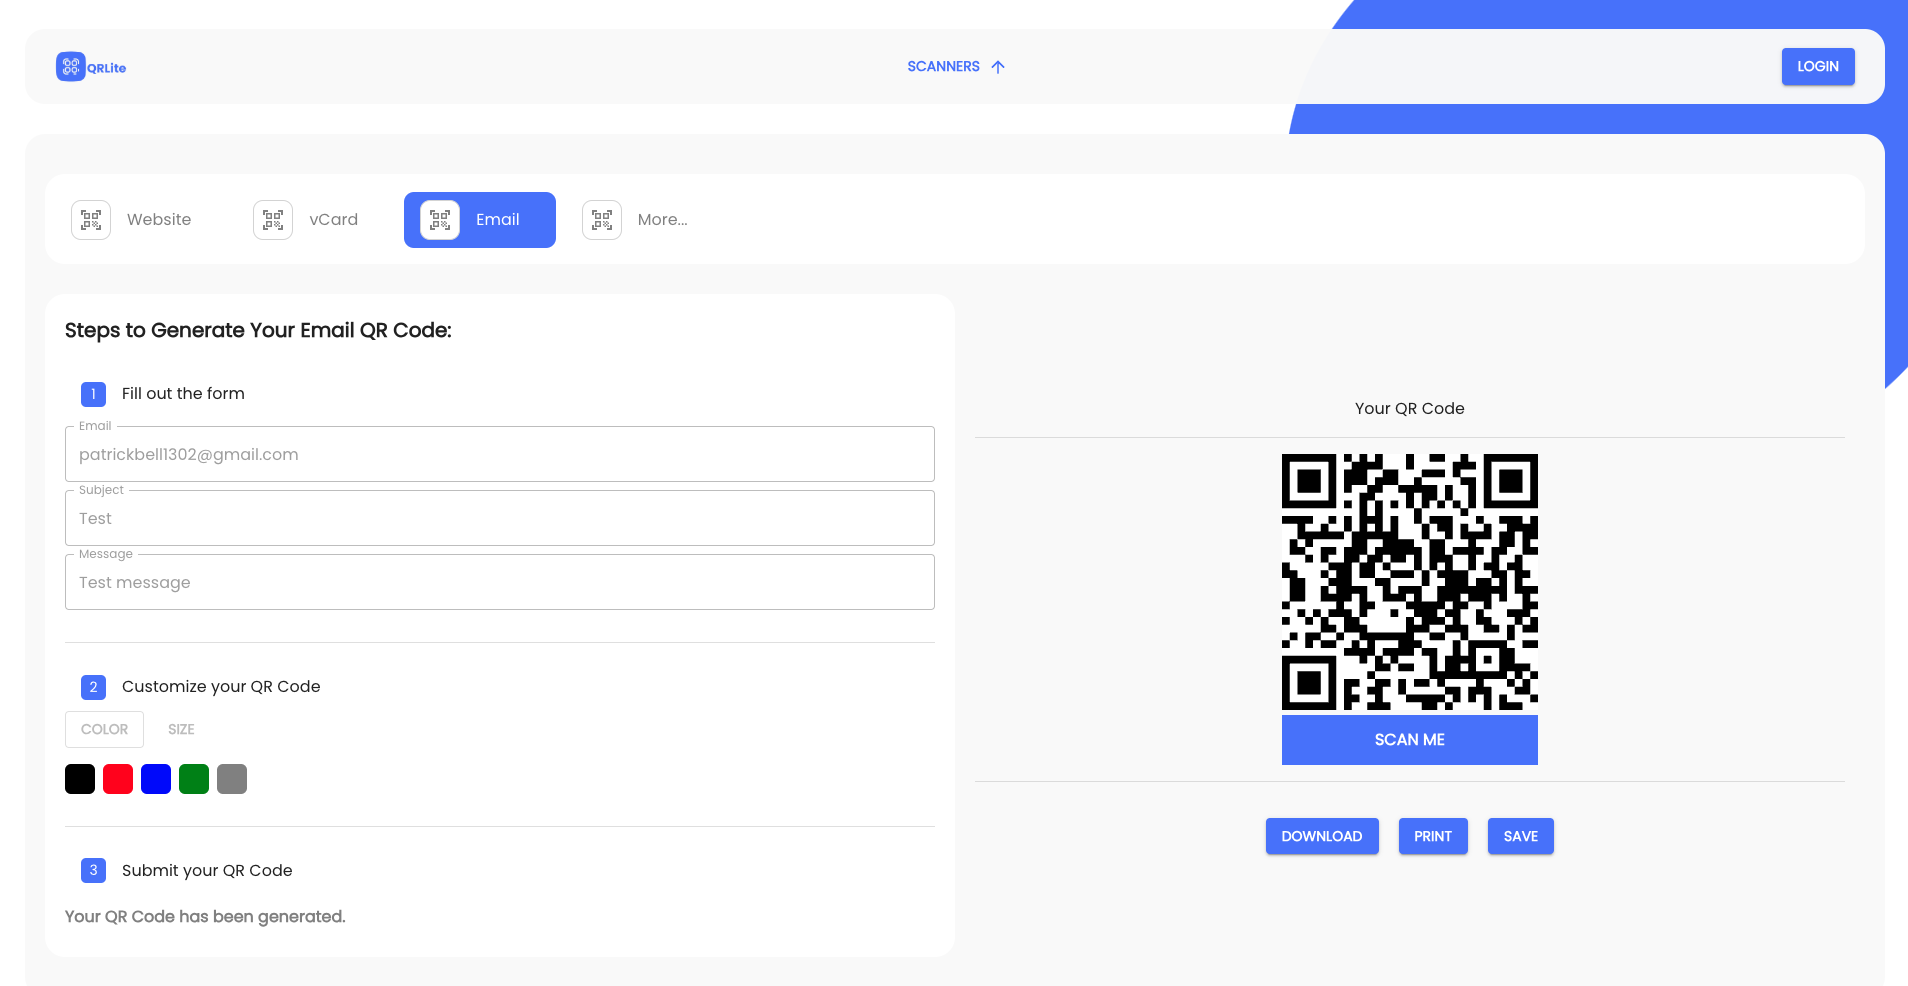 QRLite
SCANNERS
LOGIN
Website
vCard
Email
More...
Steps to Generate Your Email QR Code:
1 Fill out the form
Email
patrickbell1302@gmail.com
Subject
Test
Message
Test message
2 Customize your QR Code
COLOR SIZE
3 Submit your QR Code
Your QR Code has been generated.
Your QR Code
SCAN ME
DOWNLOAD PRINT SAVE